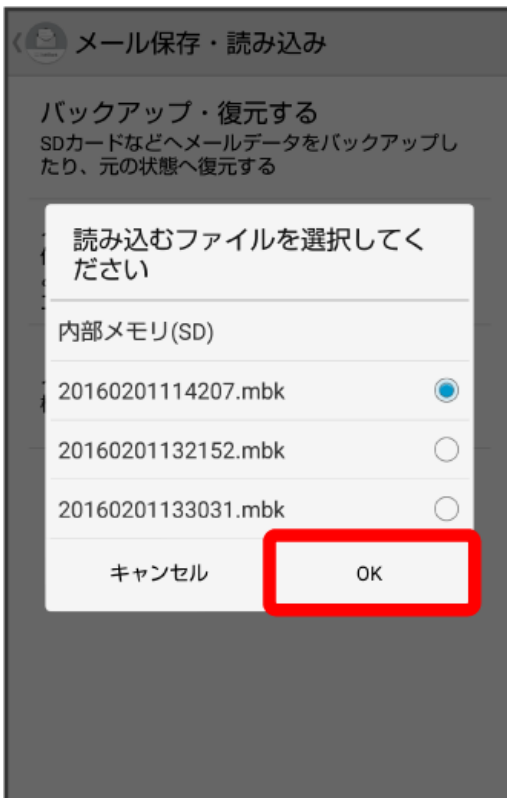 メール保存・読み込み
バックアップ・復元する
SDカードなどへメールデータをバックアップし
たり、元の状態へ復元する
読み込むファイルを選択してく
ださい
内部メモリ(SD)
20160201114207.mbk
20160201132152.mbk
20160201133031.mbk
キャンセル
OK